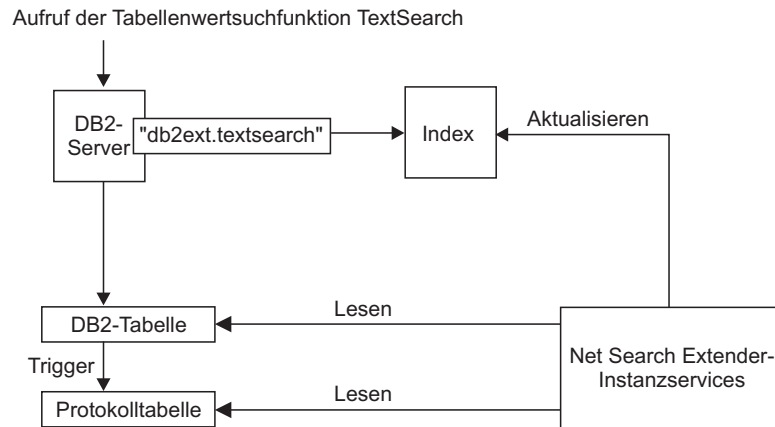 Aufruf der Tabellenwertsuchfunktion TextSearch
DB2-
Server
"db2ext.textsearch"
Index
Aktualisieren
DB2-Tabelle
Lesen
Trigger
Net Search Extender-
Instanzservices
Protokolltabelle
Lesen